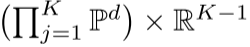 (∏_{j=1}^{K} ℙ^d) × ℝ^{K−1}